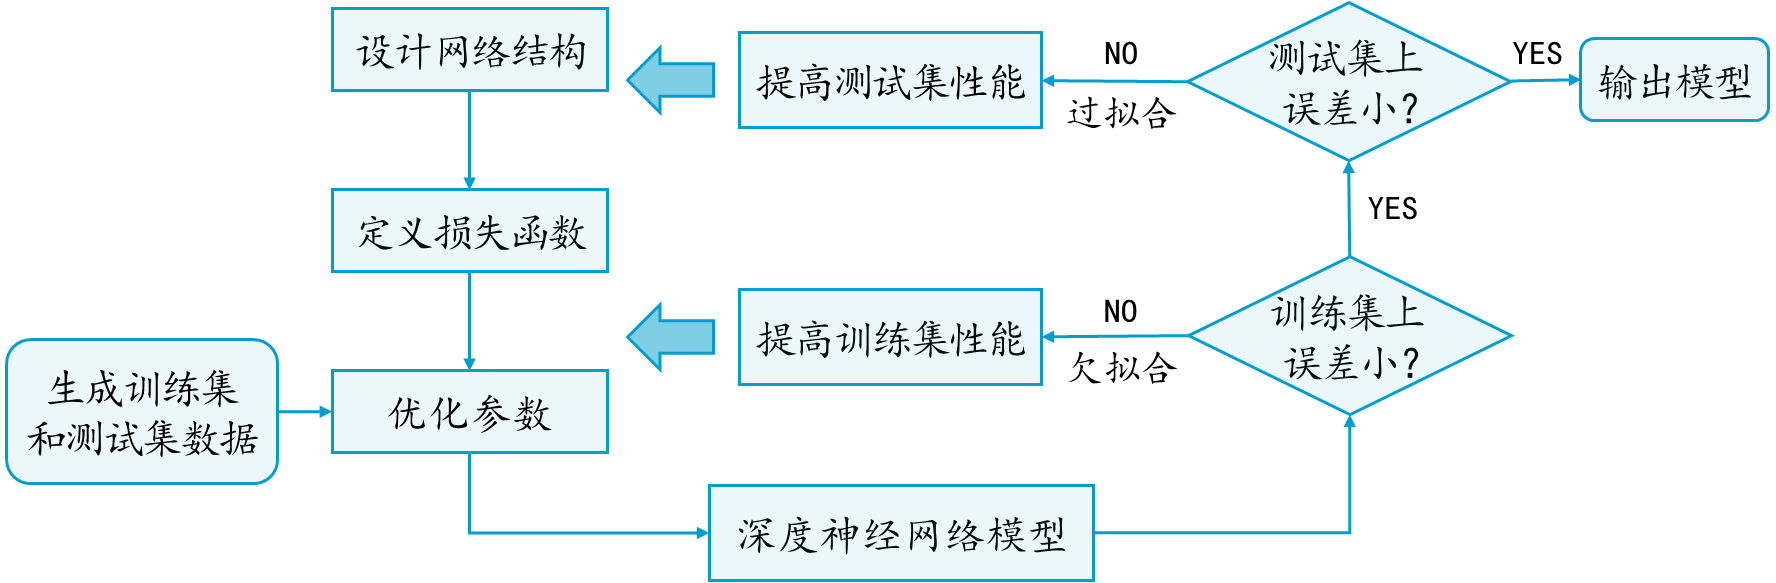 设计网络结构
提高测试集性能
NO
过拟合
测试集上
误差小?
YES
输出模型
定义损失函数
YES
提高训练集性能
NO
欠拟合
训练集上
误差小?
生成训练集
和测试集数据
优化参数
深度神经网络模型